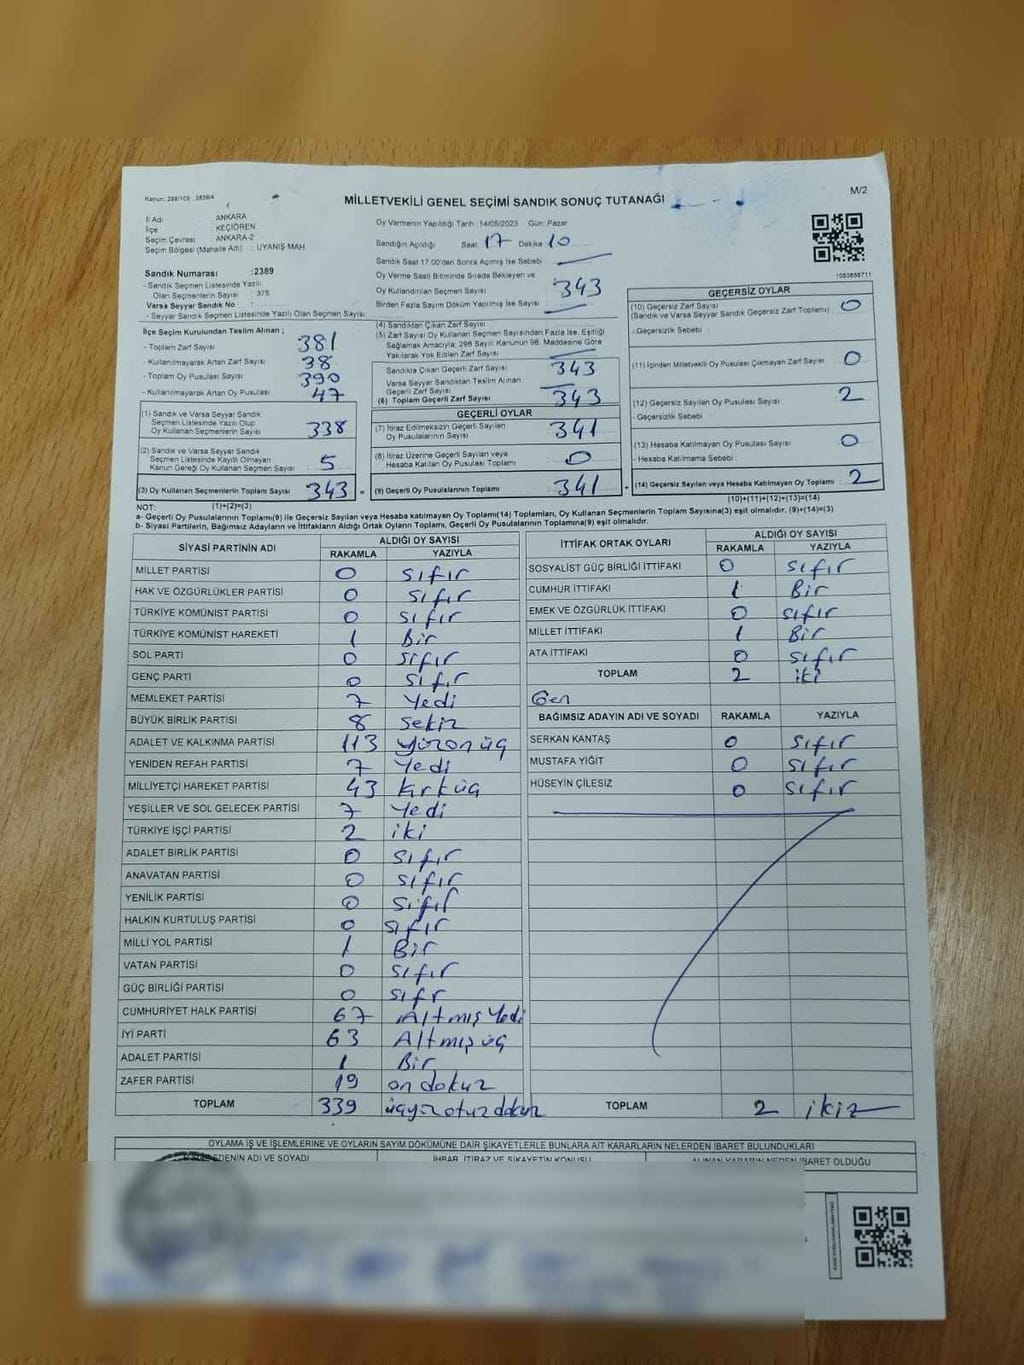 Kanun: 298/105 , 2839/4
MİLLETVEKİLİ GENEL SEÇİMİ SANDIK SONUÇ TUTANAĞI
M/2
İl Adı : ANKARA
İlçe : KEÇİÖREN
Seçim Çevresi : ANKARA-2
Seçim Bölgesi (Mahalle Adı) : UYANIŞ MAH
Sandık Numarası :2389
- Sandık Seçmen Listesinde Yazılı
Olan Seçmenlerin Sayısı : 375
Varsa Seyyar Sandık No :
- Seyyar Sandık Seçmen Listesinde Yazılı Olan Seçmen Sayısı:
Oy Vermenin Yapıldığı Tarih :14/05/2023 Gün: Pazar
Sandığın Açıldığı Saat: 17 Dakika: 10
Sandık Saat 17:00'den Sonra Açımış İse Sebebi :
Oy Verme Saati Bitiminde Sırada Bekleyen ve
Oy Kullandırılan Seçmen Sayısı : 343
Birden Fazla Sayım Döküm Yapılmış İse Sayısı :
1083698711
İlçe Seçim Kurulundan Teslim Alınan ;
- Toplam Zarf Sayısı : 381
- Kullanılmayarak Artan Zarf Sayısı : 38
- Toplam Oy Pusulası Sayısı : 390
- Kullanılmayarak Artan Oy Pusulası : 47
(1) Sandık ve Varsa Seyyar Sandık
Seçmen Listesinde Yazılı Olup
Oy Kullanan Seçmenlerin Sayısı : 338
(2) Sandık ve Varsa Seyyar Sandık
Seçmen Listesinde Kayıtlı Olmayan
Kanun Gereği Oy Kullanan Seçmen Sayısı : 5
(3) Oy Kullanan Seçmenlerin Toplam Sayısı : 343
(1)+(2)=(3)
(4) Sandıktan Çıkan Zarf Sayısı :
(5) Zarf Sayısı Oy Kullanan Seçmen Sayısından Fazla İse, Eşitliği
Sağlamak Amacıyla; 298 Sayılı Kanunun 98. Maddesine Göre
Yakılarak Yok Edilen Zarf Sayısı :
Sandıkta Çıkan Geçerli Zarf Sayısı : 343
Varsa Seyyar Sandıktan Teslim Alınan
Geçerli Zarf Sayısı :
(6) Toplam Geçerli Zarf Sayısı : 343
GEÇERLİ OYLAR
(7) İtiraz Edilmeksizin Geçerli Sayılan
Oy Pusulalarının Sayısı : 341
(8) İtiraz Üzerine Geçerli Sayılan veya
Hesaba Katılan Oy Pusulaları Toplamı : 0
(9) Geçerli Oy Pusulalarının Toplamı : 341
GEÇERSİZ OYLAR
(10) Geçersiz Zarf Sayısı
(Sandık ve Varsa Seyyar Sandık Geçersiz Zarf Toplamı) : 0
-Geçersizlik Sebebi :
(11) İçinden Milletvekili Oy Pusulası Çıkmayan Zarf Sayısı : 0
(12) Geçersiz Sayılan Oy Pusulası Sayısı : 2
- Geçersizlik Sebebi :
(13) Hesaba Katılmayan Oy Pusulası Sayısı : 0
- Hesaba Katılmama Sebebi :
(14) Geçersiz Sayılan veya Hesaba Katılmayan Oy Toplamı : 2
(10)+(11)+(12)+(13)=(14)
NOT:
a- Geçerli Oy Pusulalarının Toplamı(9) ile Geçersiz Sayılan veya Hesaba katılmayan Oy Toplamı(14) Toplamları, Oy Kullanan Seçmenlerin Toplam Sayısına(3) eşit olmalıdır. (9)+(14)=(3)
b- Siyasi Partilerin, Bağımsız Adayların ve İttifakların Aldığı Ortak Oyların Toplamı, Geçerli Oy Pusulalarının Toplamına(9) eşit olmalıdır.
SİYASİ PARTİNİN ADI ALDIĞI OY SAYISI
RAKAMLA YAZIYLA
MİLLET PARTİSİ 0 sıfır
HAK VE ÖZGÜRLÜKLER PARTİSİ 0 sıfır
TÜRKİYE KOMÜNİST PARTİSİ 0 sıfır
TÜRKİYE KOMÜNİST HAREKETİ 1 Bir
SOL PARTİ 0 sıfır
GENÇ PARTİ 0 sıfır
MEMLEKET PARTİSİ 7 Yedi
BÜYÜK BİRLİK PARTİSİ 8 sekiz
ADALET VE KALKINMA PARTİSİ 113 yüzonüç
YENİDEN REFAH PARTİSİ 7 Yedi
MİLLİYETÇİ HAREKET PARTİSİ 43 kırküç
YEŞİLLER VE SOL GELECEK PARTİSİ 7 Yedi
TÜRKİYE İŞÇİ PARTİSİ 2 iki
ADALET BİRLİK PARTİSİ 0 sıfır
ANAVATAN PARTİSİ 0 sıfır
YENİLİK PARTİSİ 0 sıfır
HALKIN KURTULUŞ PARTİSİ 0 sıfır
MİLLİ YOL PARTİSİ 1 Bir
VATAN PARTİSİ 0 sıfır
GÜÇ BİRLİĞİ PARTİSİ 0 sıfr
CUMHURİYET HALK PARTİSİ 67 Altmış Yedi
İYİ PARTİ 63 Altmış üç
ADALET PARTİSİ 1 Bir
ZAFER PARTİSİ 19 on dokuz
TOPLAM 339 üçyüz otuz dokuz
İTTİFAK ORTAK OYLARI ALDIĞI OY SAYISI
RAKAMLA YAZIYLA
SOSYALİST GÜÇ BİRLİĞİ İTTİFAKI 0 sıfır
CUMHUR İTTİFAKI 1 Bir
EMEK VE ÖZGÜRLÜK İTTİFAKI 0 sıfır
MİLLET İTTİFAKI 1 Bir
ATA İTTİFAKI 0 sıfır
TOPLAM 2 iki
BAĞIMSIZ ADAYIN ADI VE SOYADI RAKAMLA YAZIYLA
SERKAN KANTAŞ 0 sıfır
MUSTAFA YİĞİT 0 sıfır
HÜSEYİN ÇİLESİZ 0 sıfır
TOPLAM 2 ikiz
OYLAMA İŞ VE İŞLEMLERİNE VE OYLARIN SAYIM DÖKÜMÜNE DAİR ŞİKAYETLERLE BUNLARA AİT KARARLARIN NELERDEN İBARET BULUNDUKLARI
EDENİN ADI VE SOYADI İHBAR, İTİRAZ VE ŞİKAYETİN KONUSU ALINAN KARARIN NEDEN İBARET OLDUĞU